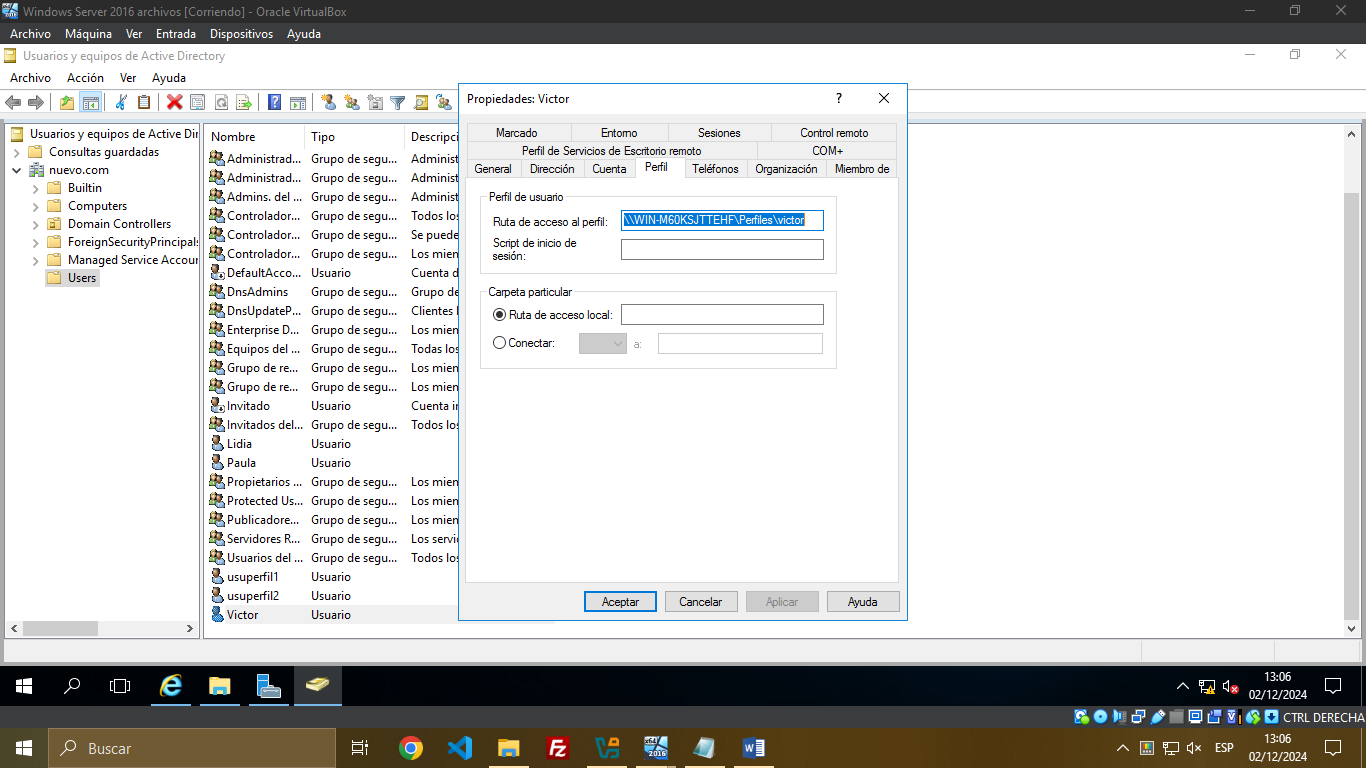 Windows Server 2016 archivos [Corriendo] - Oracle VirtualBox
Archivo Máquina Ver Entrada Dispositivos Ayuda
Usuarios y equipos de Active Directory
Archivo Acción Ver Ayuda
Usuarios y equipos de Active Dir
Consultas guardadas
nuevo.com
Builtin
Computers
Domain Controllers
ForeignSecurityPrincipals
Managed Service Accour
Users
Nombre Tipo Descripci
Administrad... Grupo de segu... Administ
Administrad... Grupo de segu... Administ
Admins. del ... Grupo de segu... Administ
Controlador... Grupo de segu... Todos los
Controlador... Grupo de segu... Se puede
Controlador... Grupo de segu... Los mien
DefaultAcco... Usuario Cuenta d
DnsAdmins Grupo de segu... Grupo de
DnsUpdateP... Grupo de segu... Clientes
Enterprise D... Grupo de segu... Los mien
Equipos del ... Grupo de segu... Todas los
Grupo de re... Grupo de segu... Los mien
Grupo de re... Grupo de segu... Los mien
Invitado Usuario Cuenta in
Invitados del... Grupo de segu... Todos los
Lidia Usuario
Paula Usuario
Propietarios ... Grupo de segu... Los mien
Protected Us... Grupo de segu... Los mien
Publicadore... Grupo de segu... Los mien
Servidores R... Grupo de segu... Los servi
Usuarios del ... Grupo de segu... Todos los
usuperfil1 Usuario
usuperfil2 Usuario
Victor Usuario
Propiedades: Victor ?
Marcado Entorno Sesiones Control remoto
Perfil de Servicios de Escritorio remoto COM+
General Dirección Cuenta Perfil Teléfonos Organización Miembro de
Perfil de usuario
Ruta de acceso al perfil: \\WIN-M60KSJTTEHF\Perfiles\victor
Script de inicio de
sesión:
Carpeta particular
Ruta de acceso local:
Conectar: a:
Aceptar Cancelar Aplicar Ayuda
13:06
02/12/2024
CTRL DERECHA
Buscar
x64
2016
ESP
13:06
02/12/2024